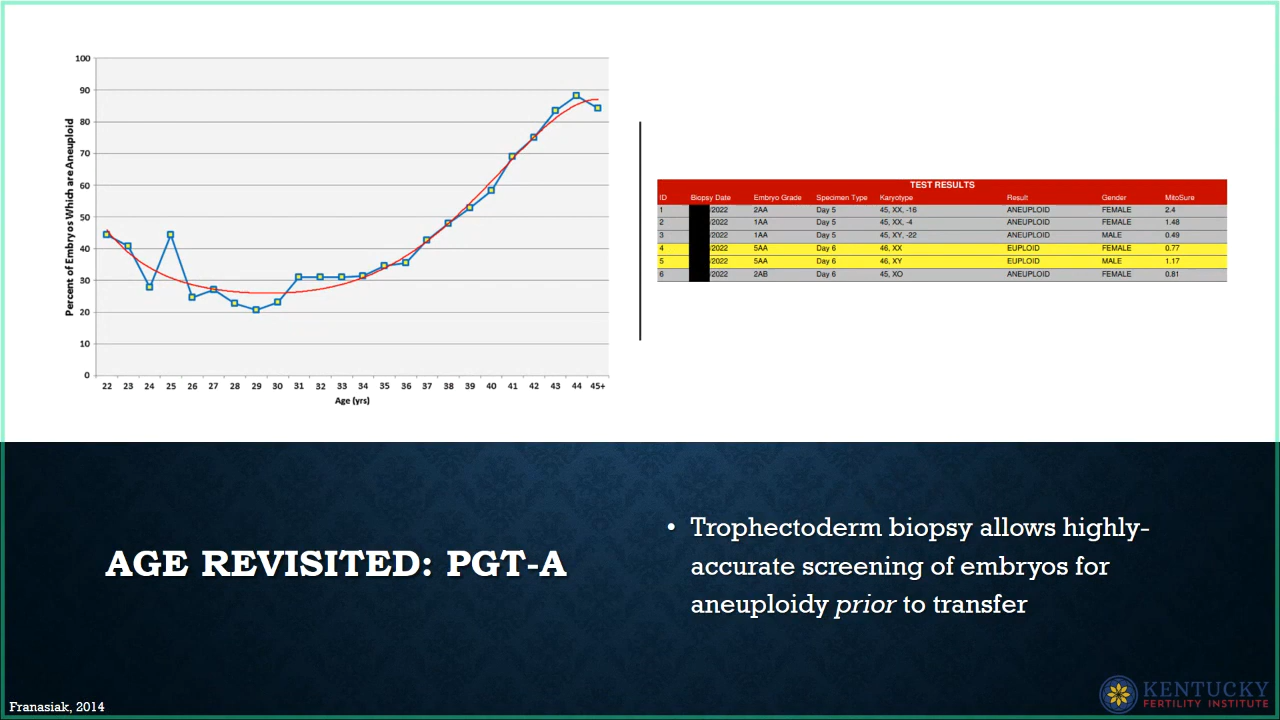 100
90
80
70
60
50
40
30
20
10
0
Percent of Embryos Which are Aneuploid
22 23 24 25 26 27 28 29 30 31 32 33 34 35 36 37 38 39 40 41 42 43 44 45+
Age (yrs)
TEST RESULTS
ID Biopsy Date Embryo Grade Specimen Type Karyotype Result Gender MitoSure
1 /2022 2AA Day 5 45, XX, -16 ANEUPLOID FEMALE 2.4
2 /2022 1AA Day 5 45, XX, -4 ANEUPLOID FEMALE 1.48
3 /2022 1AA Day 5 45, XY, -22 ANEUPLOID MALE 0.49
4 /2022 5AA Day 6 46, XX EUPLOID FEMALE 0.77
5 /2022 5AA Day 6 46, XY EUPLOID MALE 1.17
6 /2022 2AB Day 6 45, XO ANEUPLOID FEMALE 0.81
AGE REVISITED: PGT-A
• Trophectoderm biopsy allows highly-
accurate screening of embryos for
aneuploidy prior to transfer
Franasiak, 2014
KENTUCKY
FERTILITY INSTITUTE